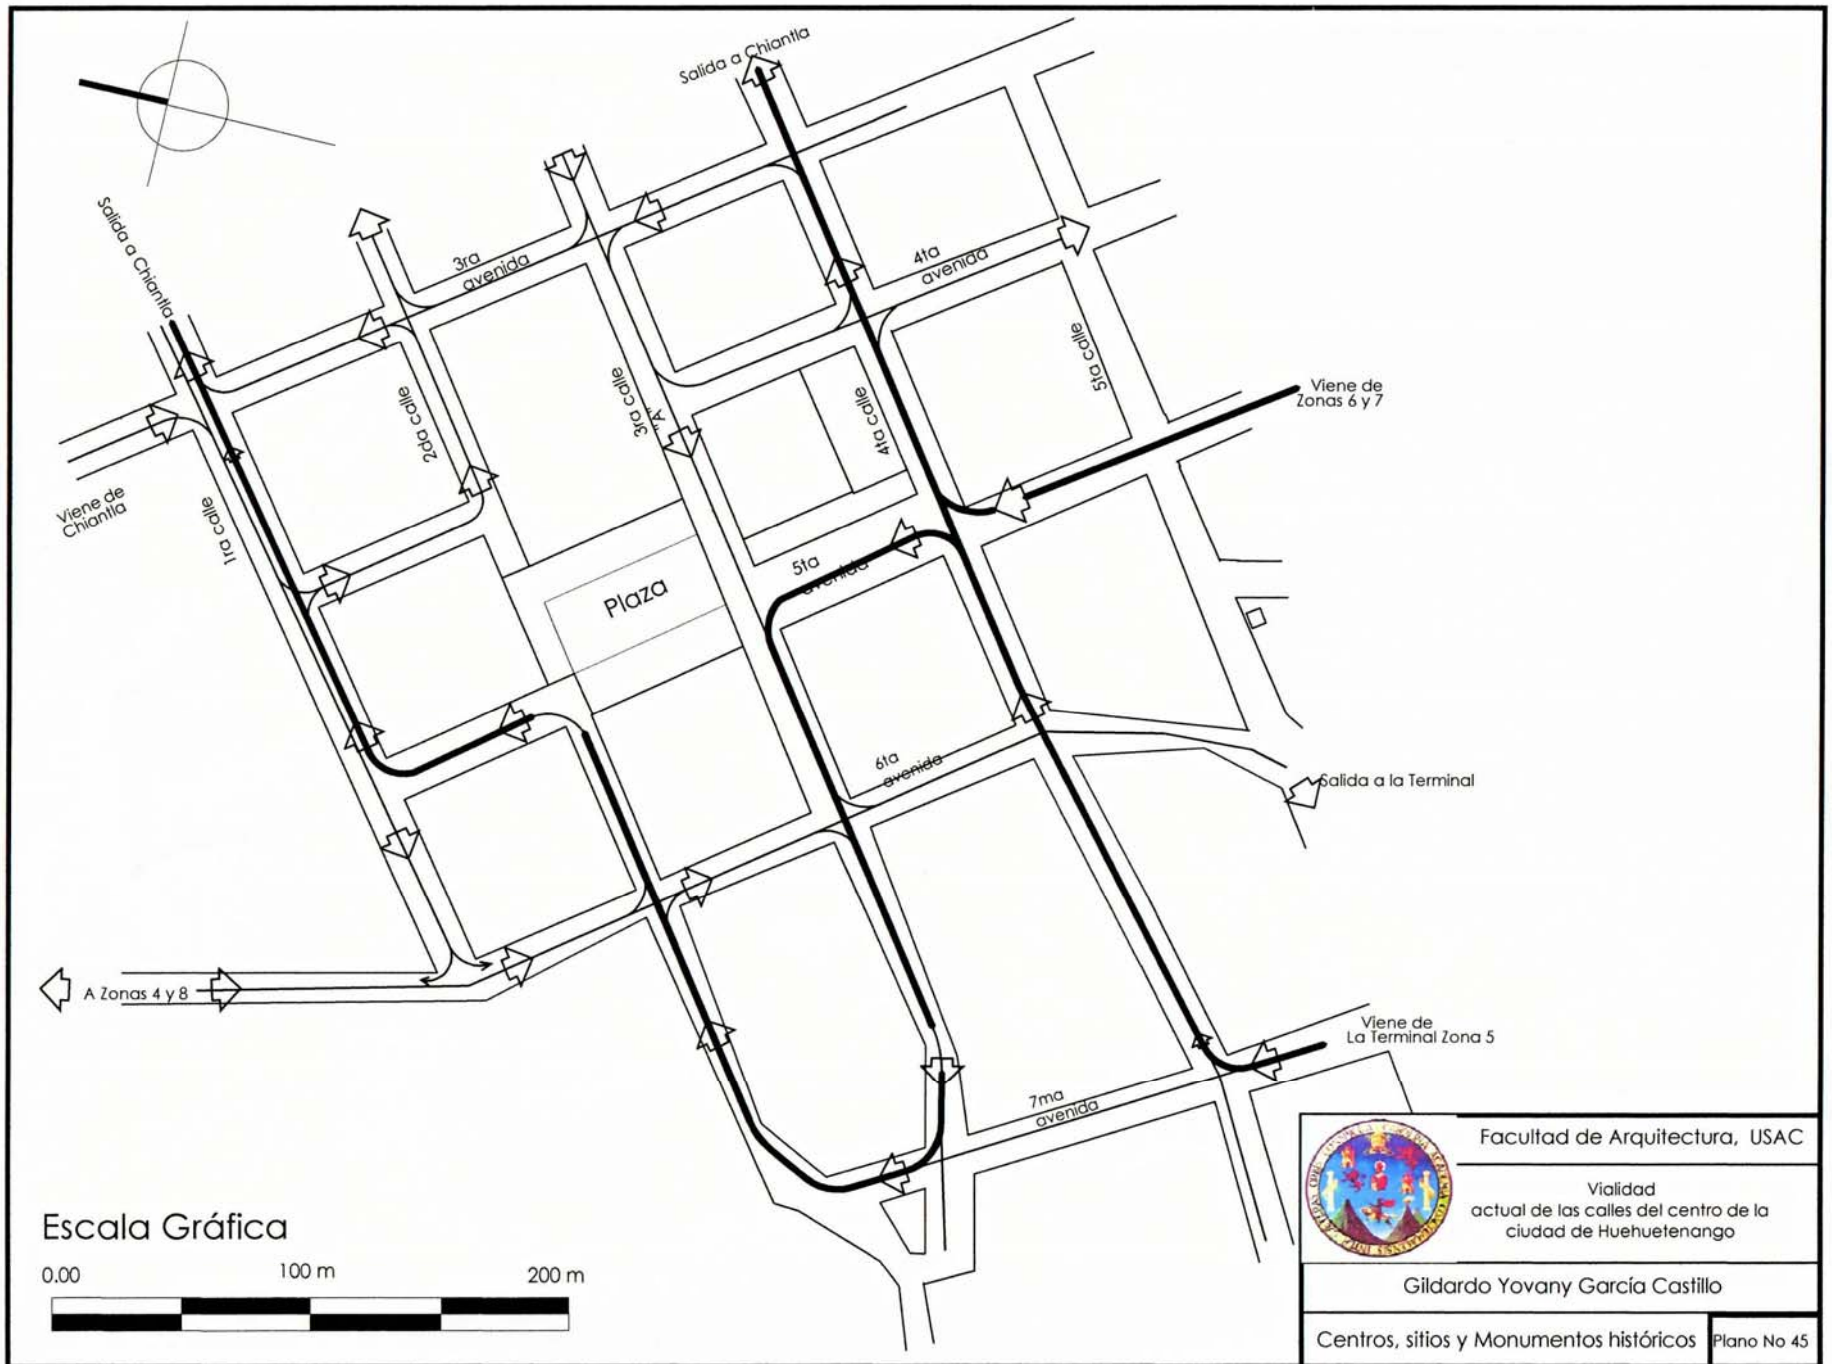 Salida a Chiantla
Salida a Chiantla
3ra
avenida
4ta
avenida
2da calle
3ra calle
"A"
4ta calle
5ta calle
Viene de
Zonas 6 y 7
Viene de
Chiantla
1ra calle
5ta
avenida
Plaza
6ta
avenida
Salida a la Terminal
A Zonas 4 y 8
Viene de
La Terminal Zona 5
7ma
avenida
Escala Gráfica
0.00
100 m
200 m
Facultad de Arquitectura, USAC
Vialidad
actual de las calles del centro de la
ciudad de Huehuetenango
Gildardo Yovany García Castillo
Centros, sitios y Monumentos históricos
Plano No 45